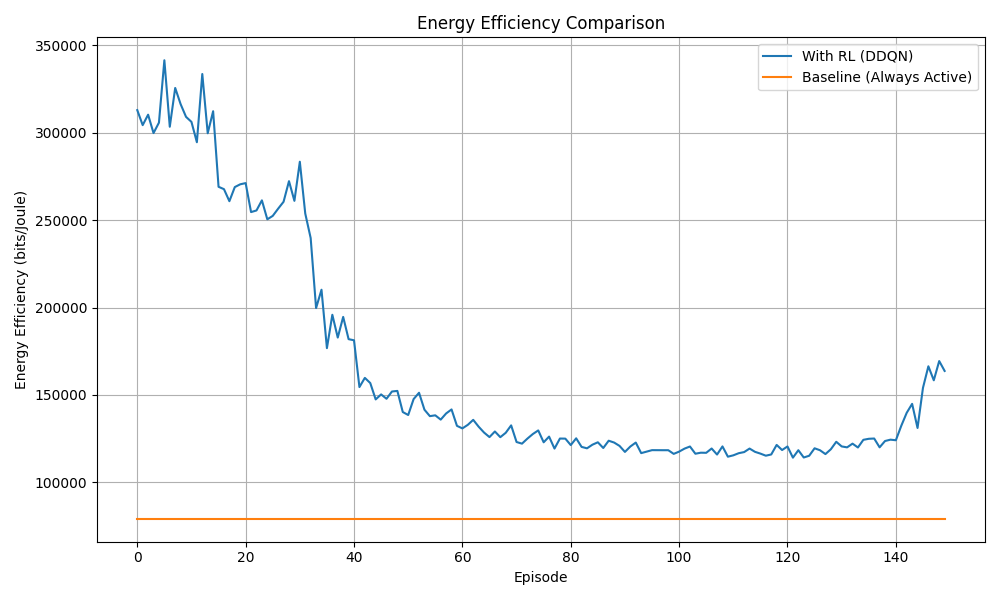 Energy Efficiency Comparison
With RL (DDQN)
Baseline (Always Active)
Energy Efficiency (bits/Joule)
350000
300000
250000
200000
150000
100000
0 20 40 60 80 100 120 140
Episode